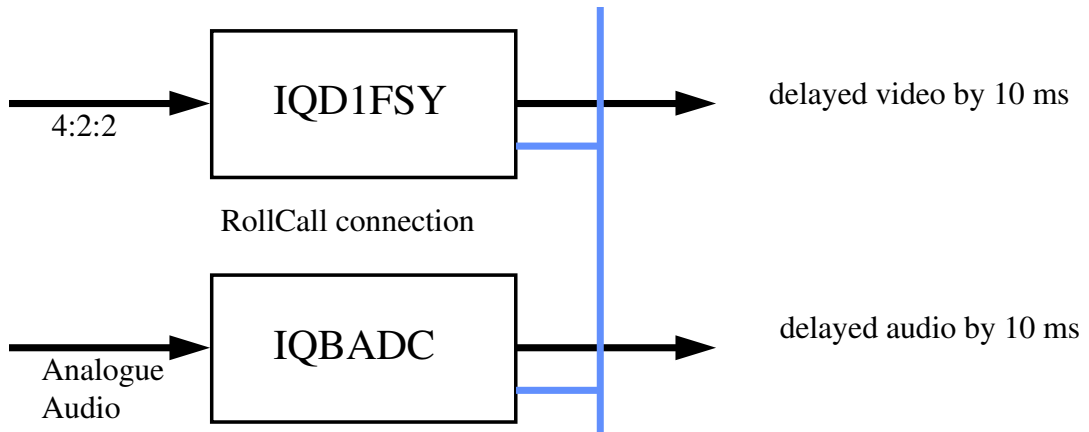 IQD1FSY
delayed video by 10 ms
4:2:2
RollCall connection
IQBADC
delayed audio by 10 ms
Analogue
Audio